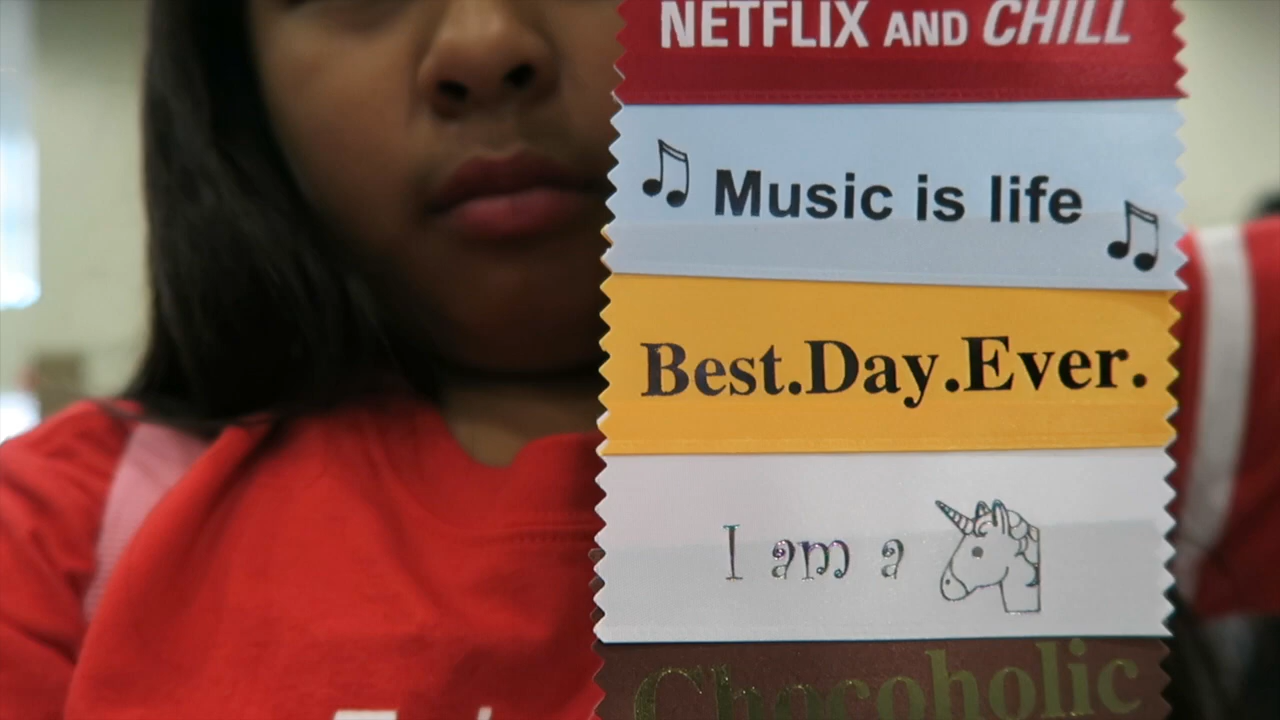 NETFLIX AND CHILL
Music is life
Best.Day.Ever.
I am a
Chocoholic